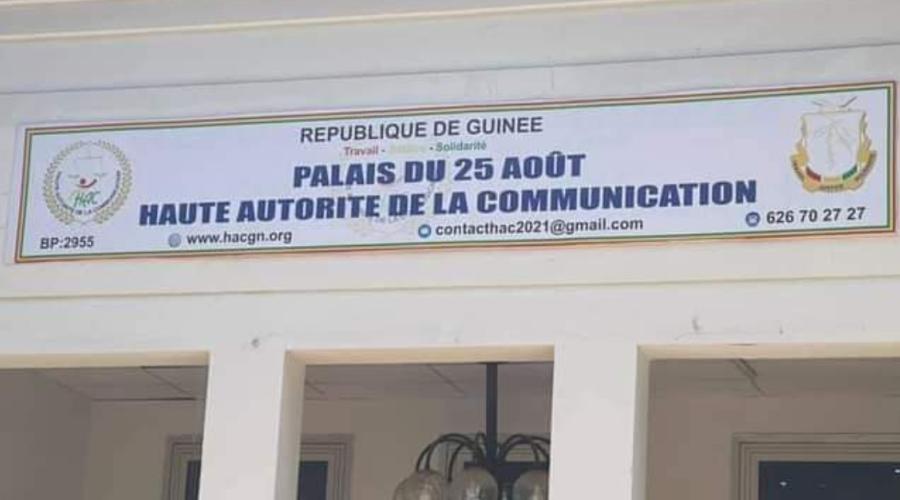 REPUBLIQUE DE GUINEE
Travail - Justice - Solidarité
PALAIS DU 25 AOÛT
HAUTE AUTORITE DE LA COMMUNICATION
HAC
BP:2955
www.hacgn.org
contacthac2021@gmail.com
626 70 27 27